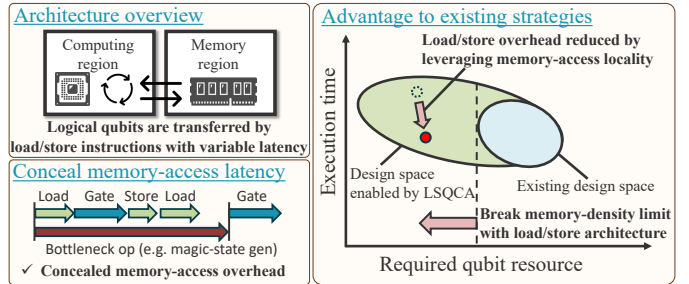 Architecture overview
Computing
region
Memory
region
Logical qubits are transferred by
load/store instructions with variable latency
Conceal memory-access latency
Load
Gate
Store
Load
Gate
Bottleneck op (e.g. magic-state gen)
✓ Concealed memory-access overhead
Advantage to existing strategies
Load/store overhead reduced by
leveraging memory-access locality
Execution time
Design space
enabled by LSQCA
Existing design space
Break memory-density limit
with load/store architecture
Required qubit resource